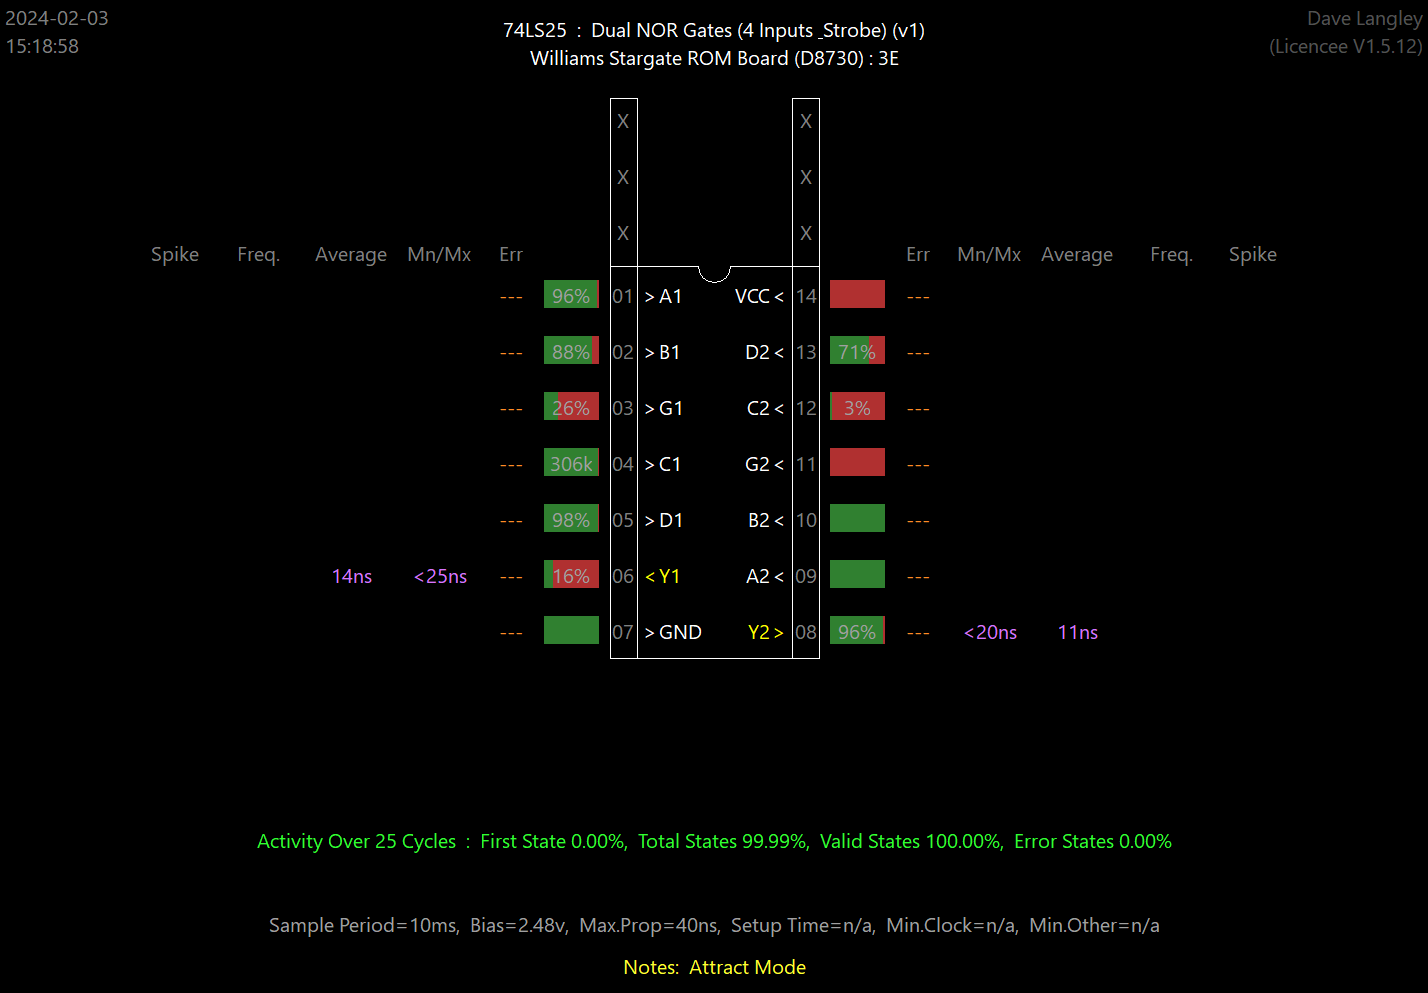 2024-02-03
15:18:58
74LS25 : Dual NOR Gates (4 Inputs _Strobe) (v1)
Williams Stargate ROM Board (D8730) : 3E
Dave Langley
(Licencee V1.5.12)
X X
X X
X X
Spike Freq. Average Mn/Mx Err Err Mn/Mx Average Freq. Spike
--- 96% 01 >A1 VCC< 14 ---
--- 88% 02 >B1 D2< 13 71% ---
--- 26% 03 >G1 C2< 12 3% ---
--- 306k 04 >C1 G2< 11 ---
--- 98% 05 >D1 B2< 10 ---
14ns <25ns --- 16% 06 <Y1 A2< 09 ---
--- 07 >GND Y2> 08 96% --- <20ns 11ns
Activity Over 25 Cycles : First State 0.00%, Total States 99.99%, Valid States 100.00%, Error States 0.00%
Sample Period=10ms, Bias=2.48v, Max.Prop=40ns, Setup Time=n/a, Min.Clock=n/a, Min.Other=n/a
Notes: Attract Mode